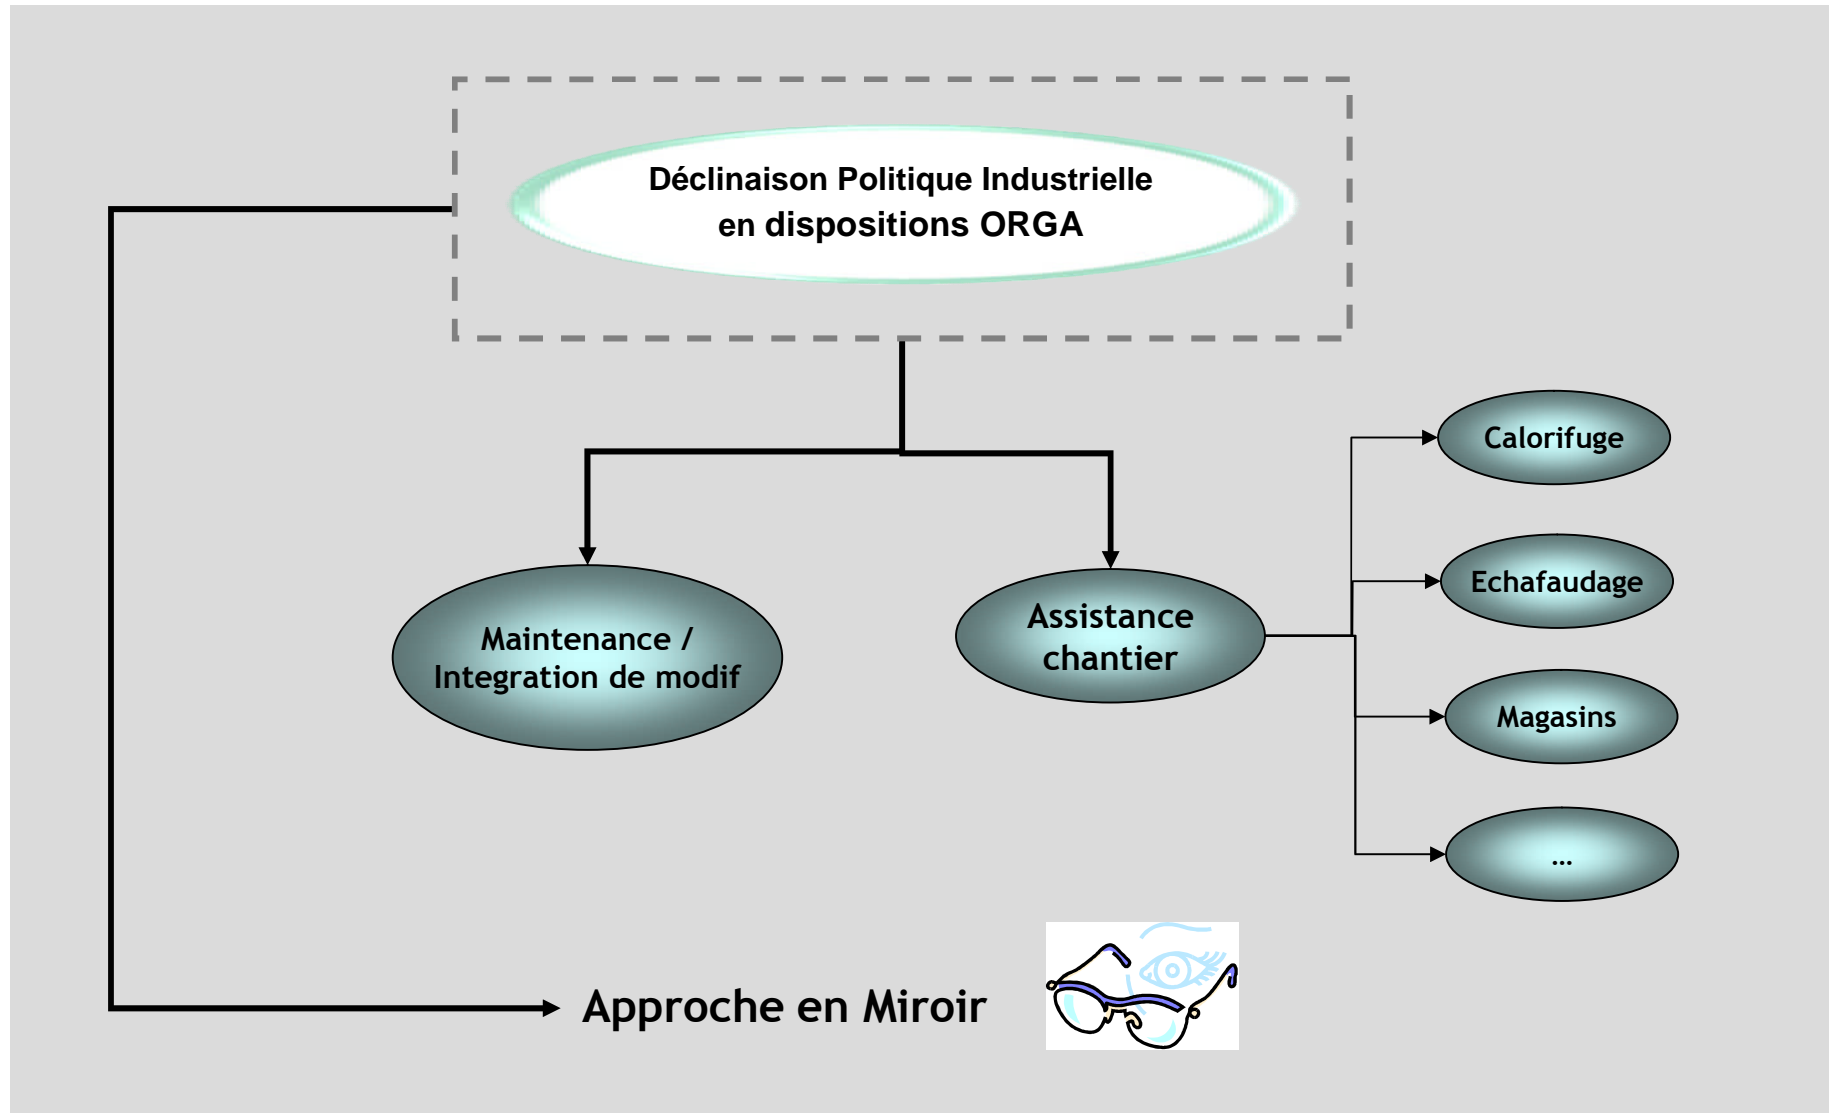 Déclinaison Politique Industrielle
en dispositions ORGA
Calorifuge
Echafaudage
Assistance
chantier
Maintenance /
Integration de modif
Magasins
…
Approche en Miroir